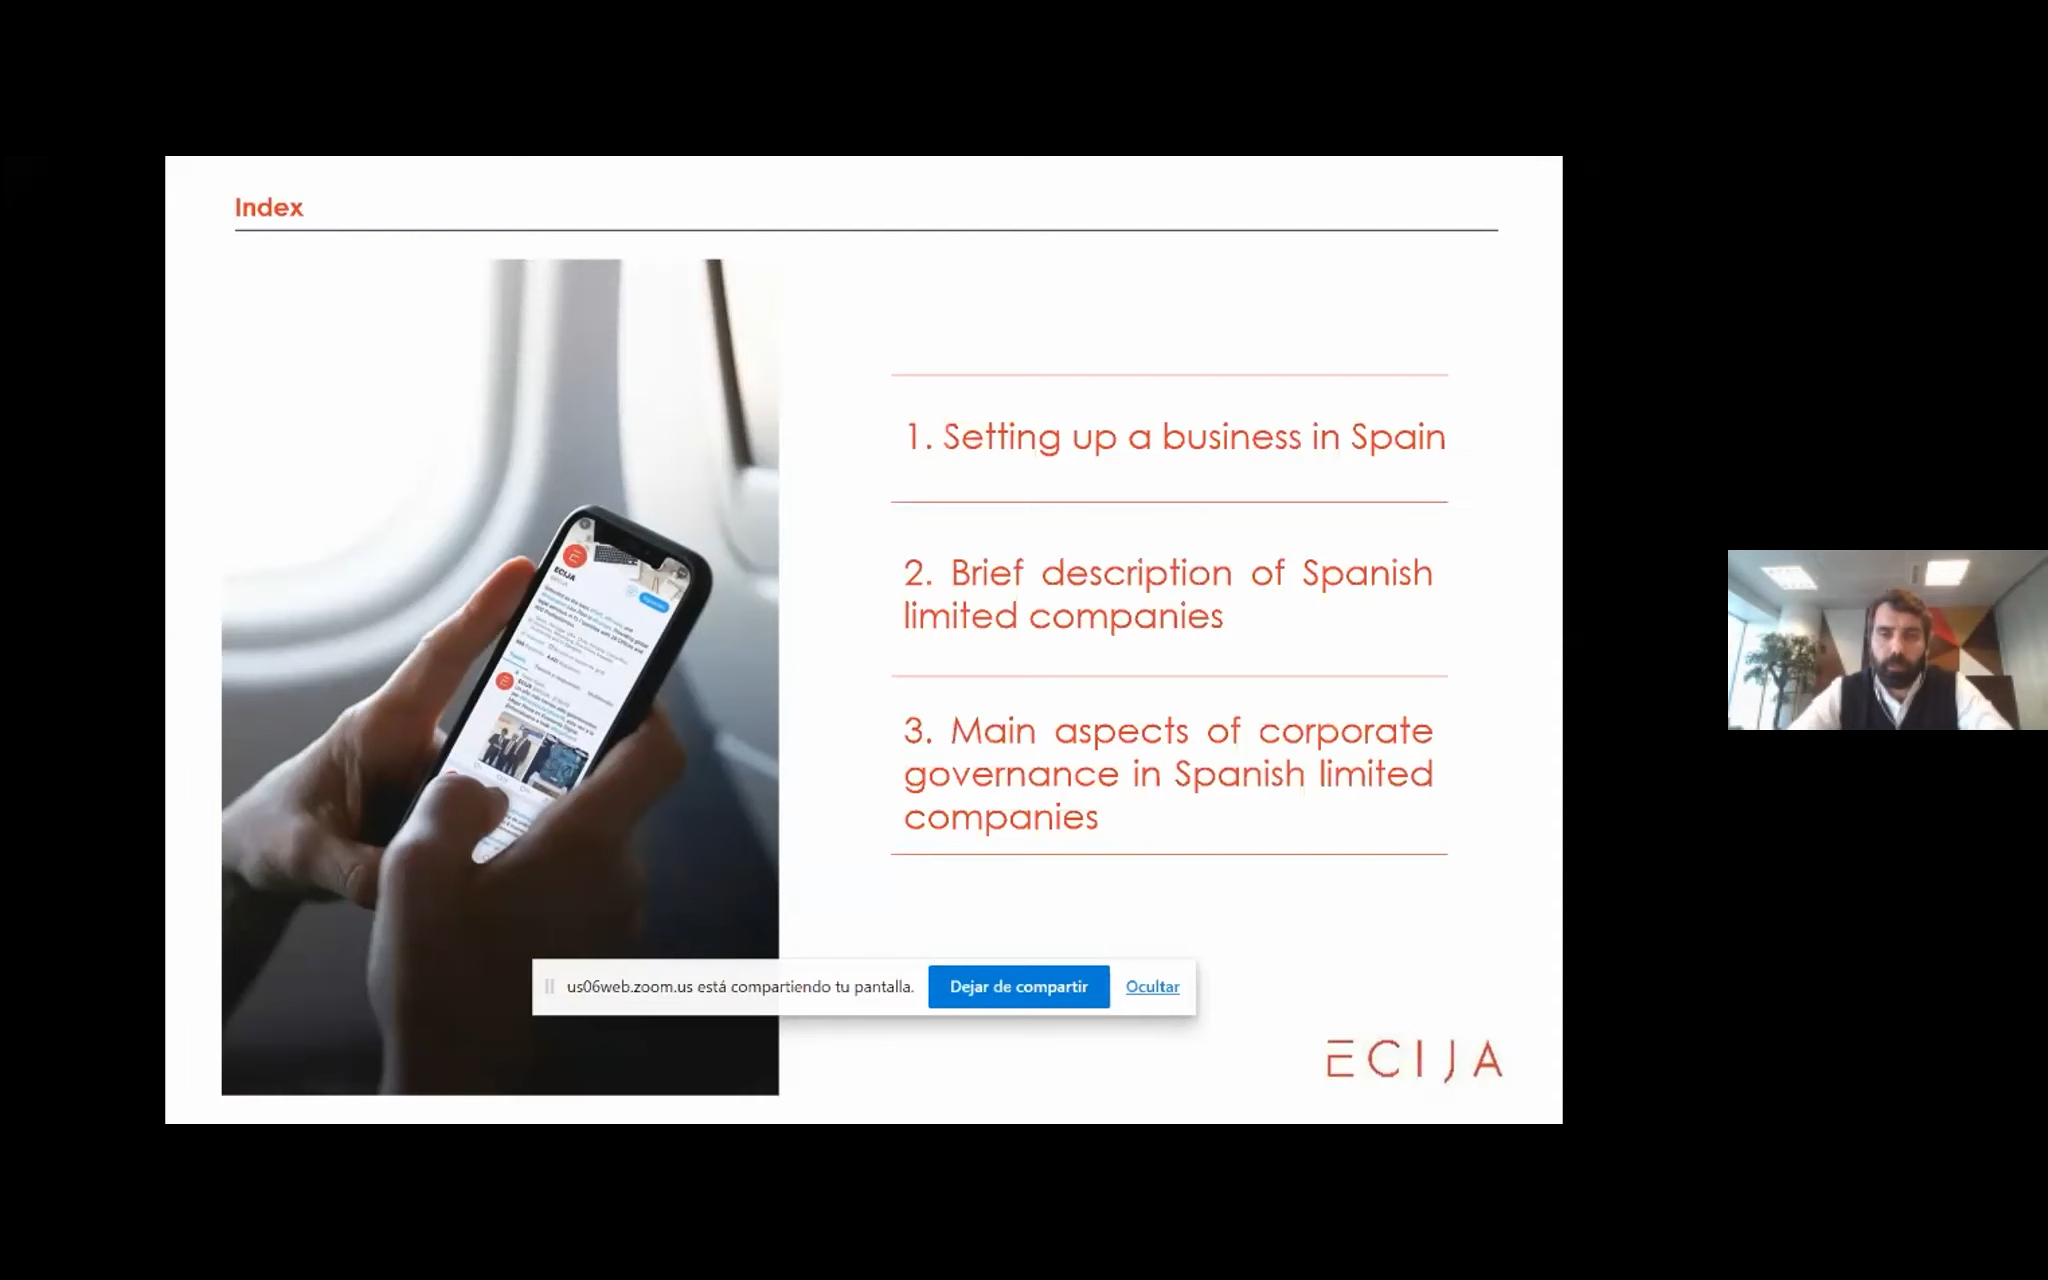 Index
1. Setting up a business in Spain
2. Brief description of Spanish
limited companies
3. Main aspects of corporate
governance in Spanish limited
companies
ECIJA
us06web.zoom.us está compartiendo tu pantalla.
Dejar de compartir
Ocultar
ECIJA